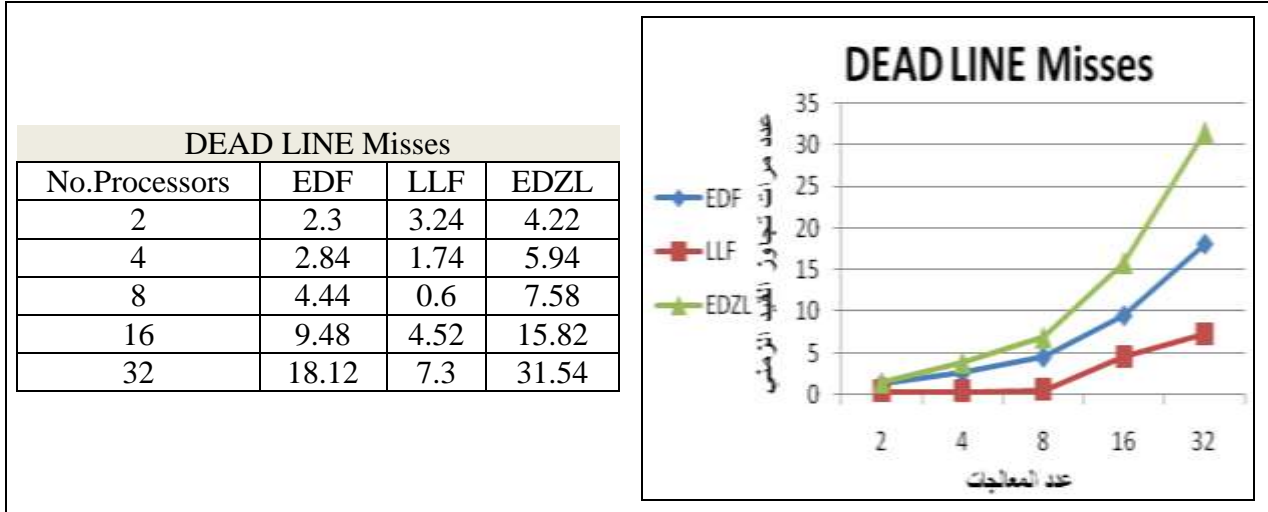 DEAD LINE Misses
No.Processors EDF LLF EDZL
2 2.3 3.24 4.22
4 2.84 1.74 5.94
8 4.44 0.6 7.58
16 9.48 4.52 15.82
32 18.12 7.3 31.54
DEAD LINE Misses
عدد مرات تجاوز القيد الزمني
35
30
25
20
15
10
5
0
EDF
LLF
EDZL
2 4 8 16 32
عدد المعالجات